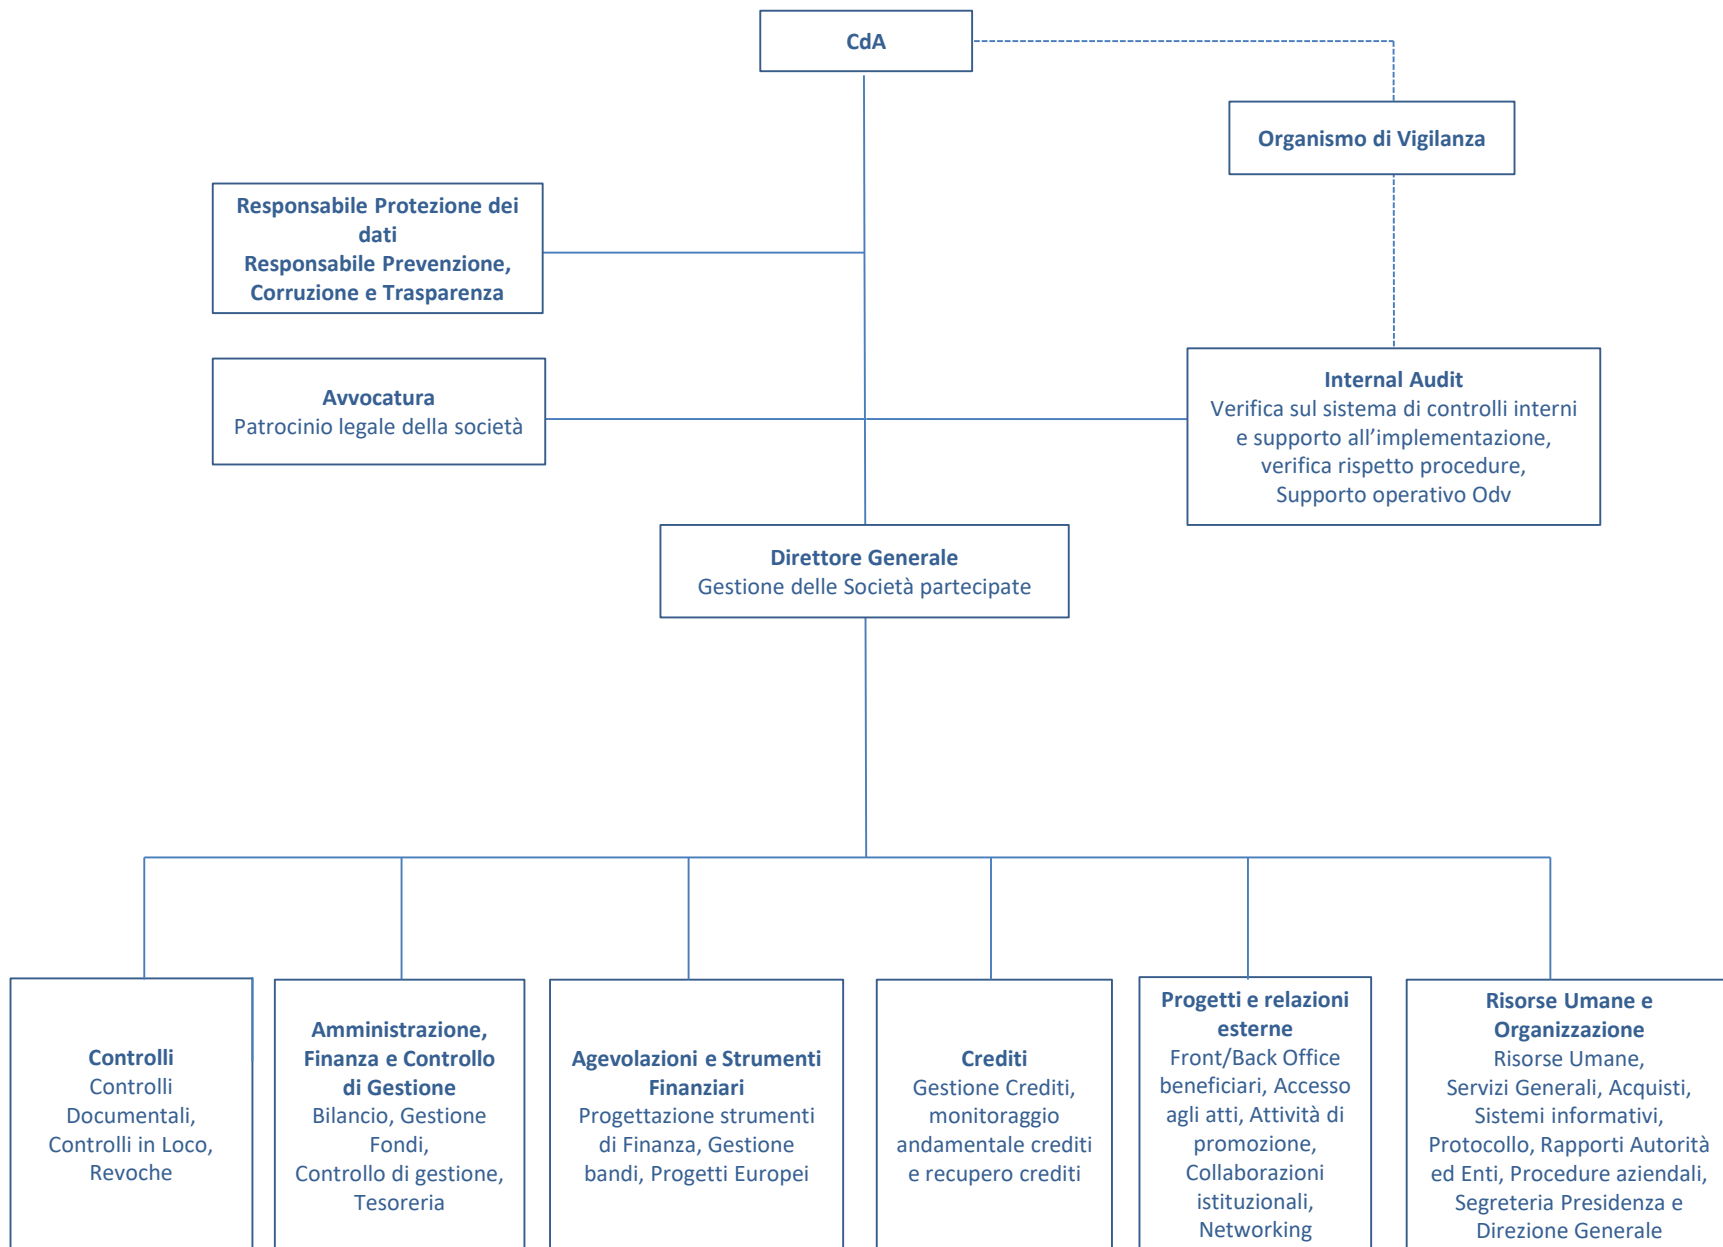 CdA
Organismo di Vigilanza
Responsabile Protezione dei
dati
Responsabile Prevenzione,
Corruzione e Trasparenza
Avvocatura
Patrocinio legale della società
Internal Audit
Verifica sul sistema di controlli interni
e supporto all’implementazione,
verifica rispetto procedure,
Supporto operativo Odv
Direttore Generale
Gestione delle Società partecipate
Controlli
Controlli
Documentali,
Controlli in Loco,
Revoche
Amministrazione,
Finanza e Controllo
di Gestione
Bilancio, Gestione
Fondi,
Controllo di gestione,
Tesoreria
Agevolazioni e Strumenti
Finanziari
Progettazione strumenti
di Finanza, Gestione
bandi, Progetti Europei
Crediti
Gestione Crediti,
monitoraggio
andamentale crediti
e recupero crediti
Progetti e relazioni
esterne
Front/Back Office
beneficiari, Accesso
agli atti, Attività di
promozione,
Collaborazioni
istituzionali,
Networking
Risorse Umane e
Organizzazione
Risorse Umane,
Servizi Generali, Acquisti,
Sistemi informativi,
Protocollo, Rapporti Autorità
ed Enti, Procedure aziendali,
Segreteria Presidenza e
Direzione Generale